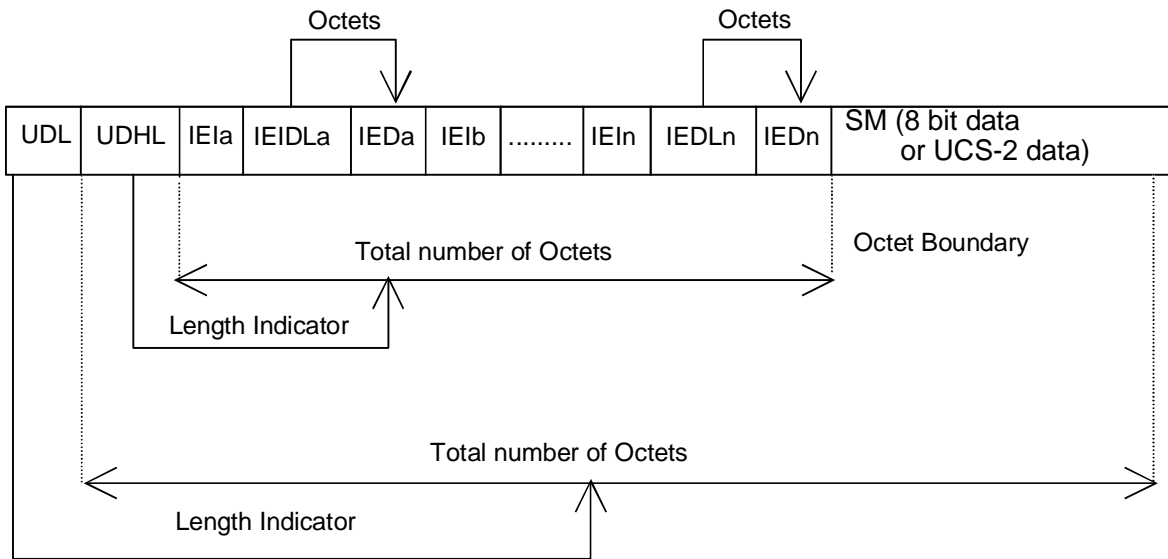 Octets Octets
UDL UDHL IEIa IEIDLa IEDa IEIb ......... IEIn IEDLn IEDn SM (8 bit data
or UCS-2 data)
Total number of Octets
Octet Boundary
Length Indicator
Total number of Octets
Length Indicator